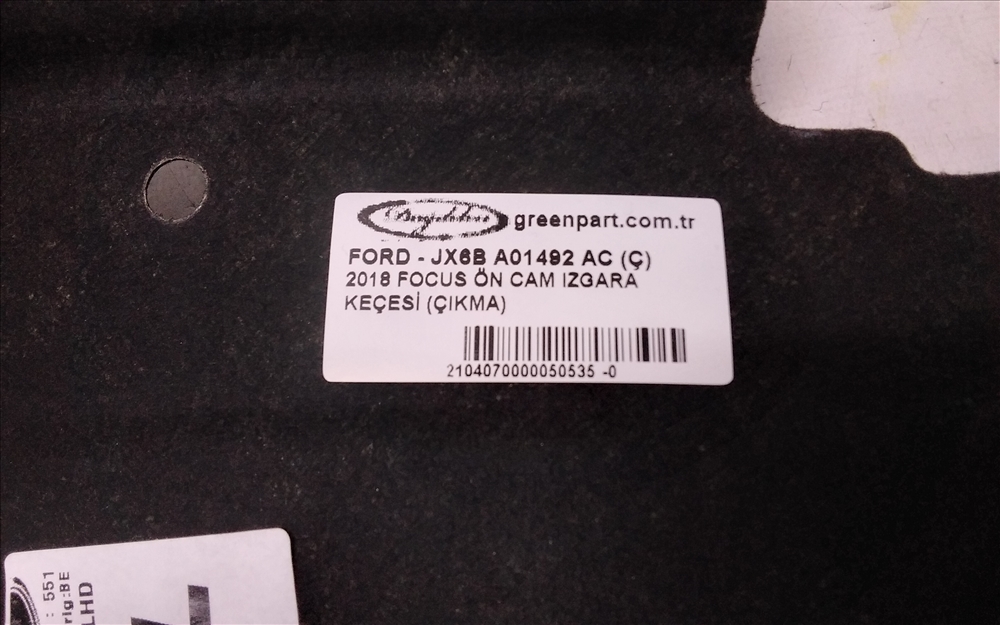 greenpart.com.tr
FORD - JX6B A01492 AC (Ç)
2018 FOCUS ÖN CAM IZGARA
KEÇESİ (ÇIKMA)
2104070000050535 -0
: 551
rig:BE
LHD